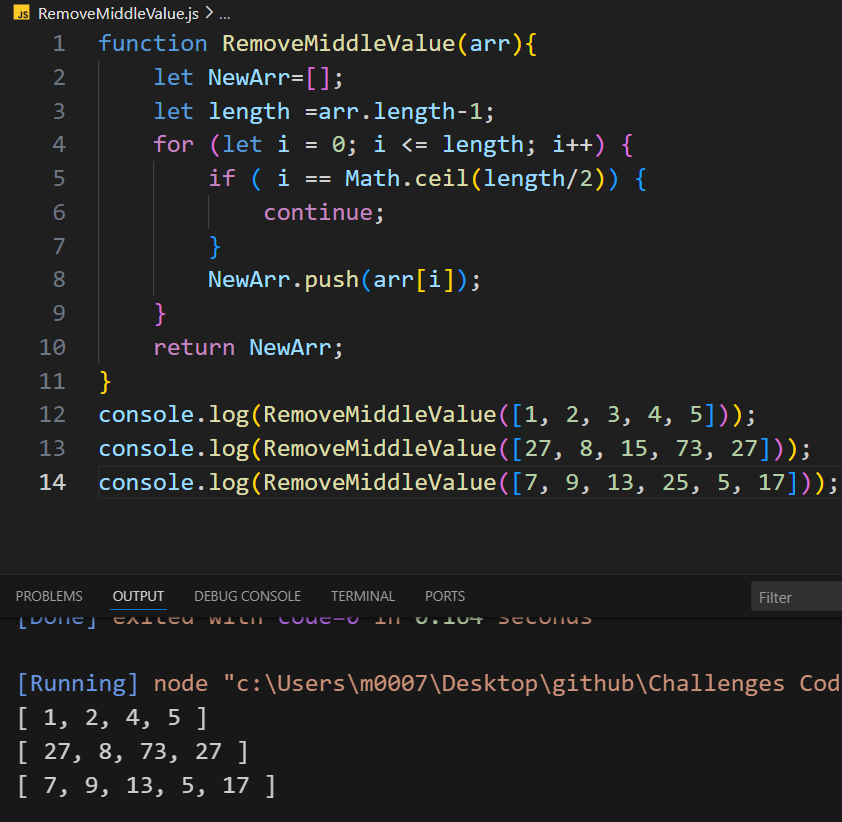 JS RemoveMiddleValue.js > ...
1 function RemoveMiddleValue(arr){
2     let NewArr=[];
3     let length =arr.length-1;
4     for (let i = 0; i <= length; i++) {
5         if ( i == Math.ceil(length/2)) {
6             continue;
7         }
8         NewArr.push(arr[i]);
9     }
10     return NewArr;
11 }
12 console.log(RemoveMiddleValue([1, 2, 3, 4, 5]));
13 console.log(RemoveMiddleValue([27, 8, 15, 73, 27]));
14 console.log(RemoveMiddleValue([7, 9, 13, 25, 5, 17]));
PROBLEMS OUTPUT DEBUG CONSOLE TERMINAL PORTS Filter
[Done] exited with code=0 in 0.164 seconds
[Running] node "c:\Users\m0007\Desktop\github\Challenges Cod
[ 1, 2, 4, 5 ]
[ 27, 8, 73, 27 ]
[ 7, 9, 13, 5, 17 ]